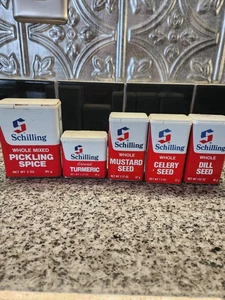 Schilling
WHOLE MIXED
PICKLING
SPICE
Schilling
Ground
TURMERIC
Schilling
WHOLE
MUSTARD
SEED
Schilling
WHOLE
CELERY
SEED
Schilling
WHOLE
DILL
SEED